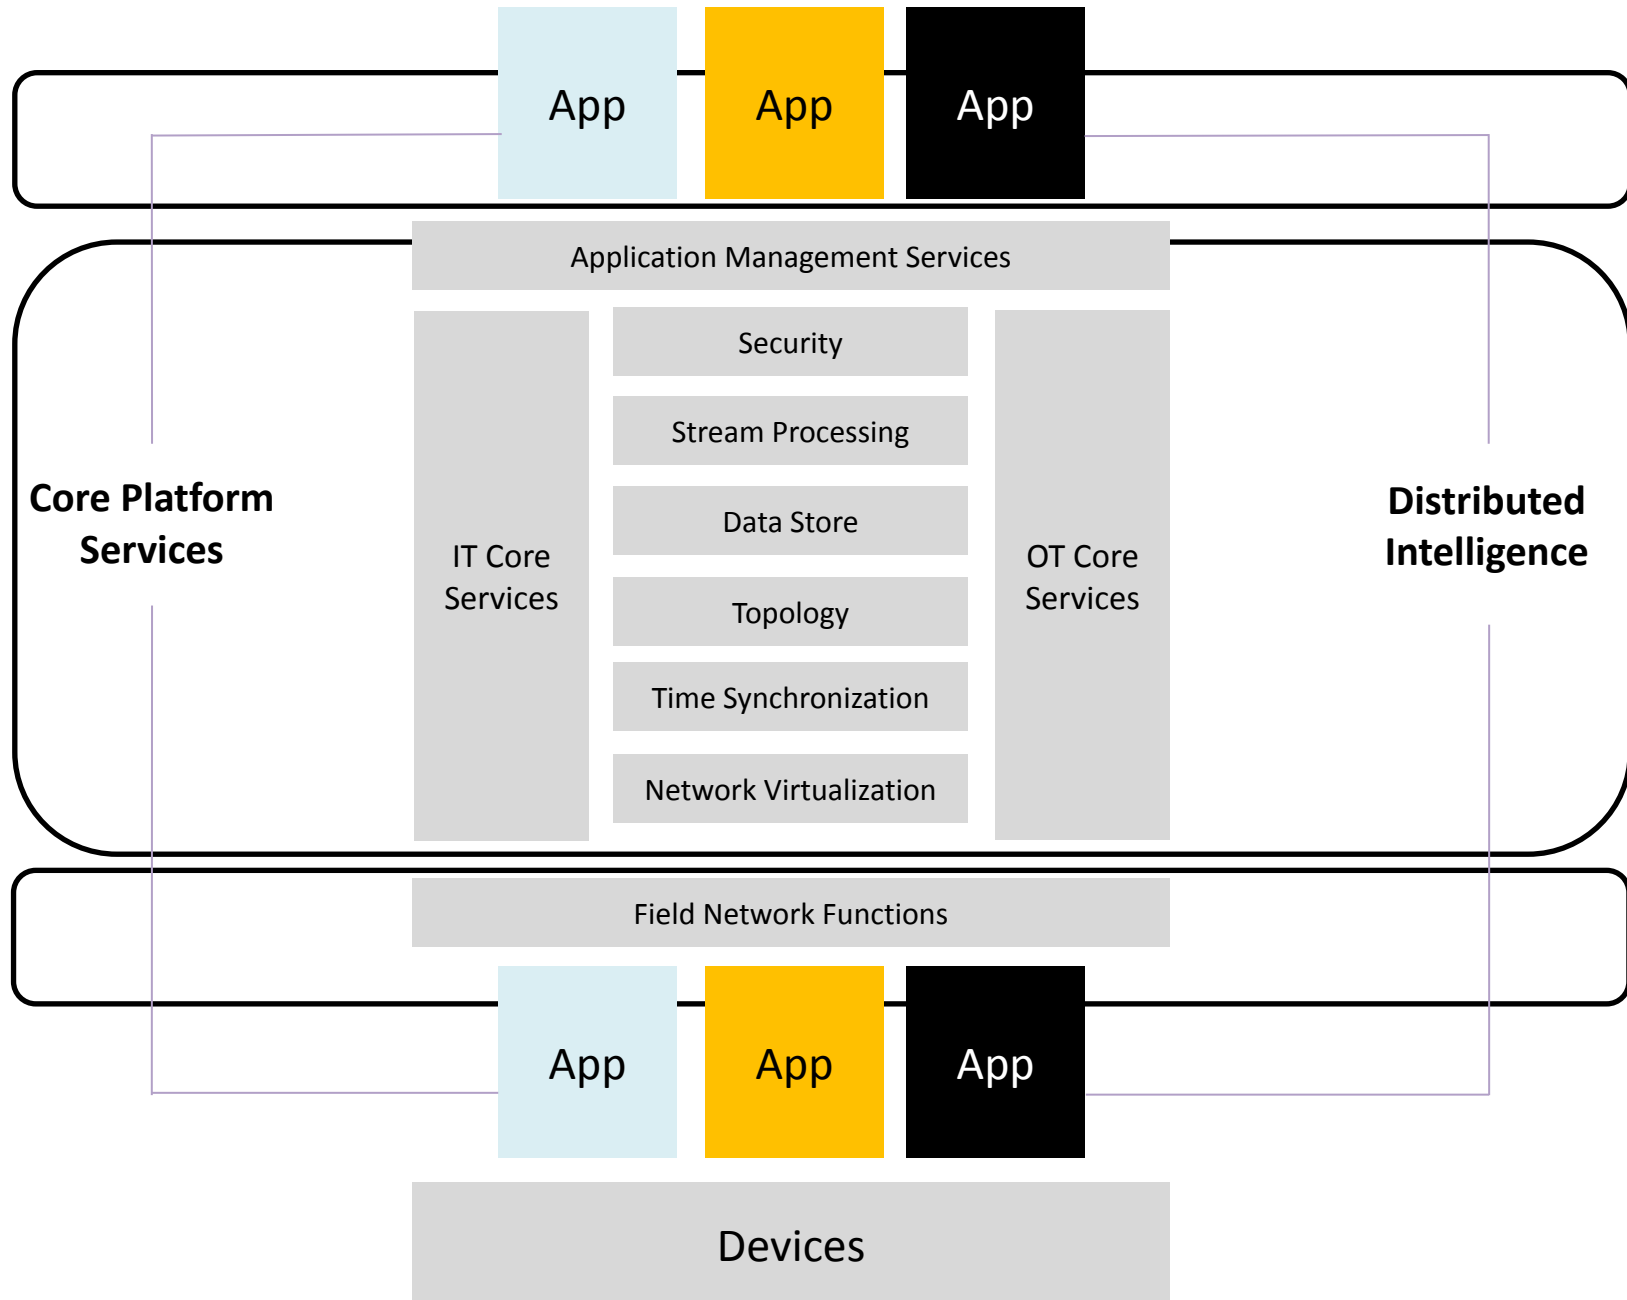 App
App
App
Application Management Services
Security
Stream Processing
Data Store
Topology
Time Synchronization
Network Virtualization
IT Core
Services
OT Core
Services
Core Platform
Services
Distributed
Intelligence
Field Network Functions
App
App
App
Devices